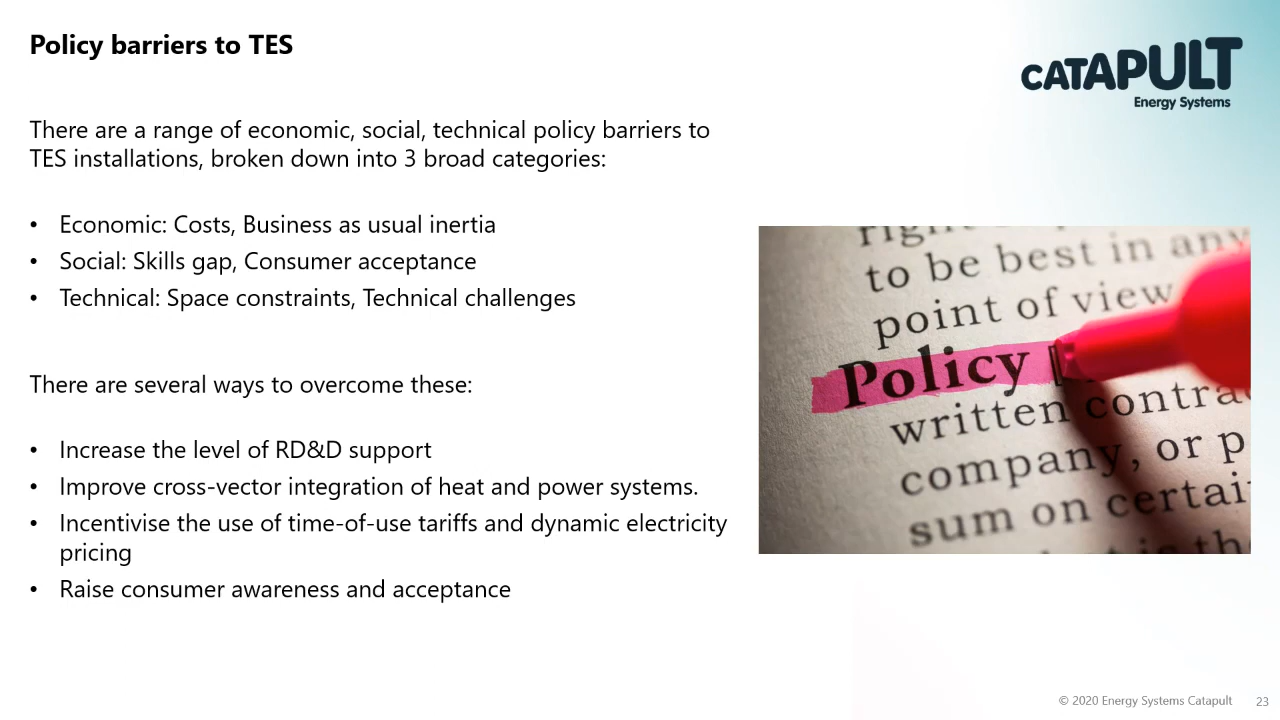 Policy barriers to TES
CATAPULT
Energy Systems
There are a range of economic, social, technical policy barriers to
TES installations, broken down into 3 broad categories:
• Economic: Costs, Business as usual inertia
• Social: Skills gap, Consumer acceptance
• Technical: Space constraints, Technical challenges
There are several ways to overcome these:
• Increase the level of RD&D support
• Improve cross-vector integration of heat and power systems.
• Incentivise the use of time-of-use tariffs and dynamic electricity
pricing
• Raise consumer awareness and acceptance
to be best in any
point of view
Policy
written
company, or
sum on
© 2020 Energy Systems Catapult
23